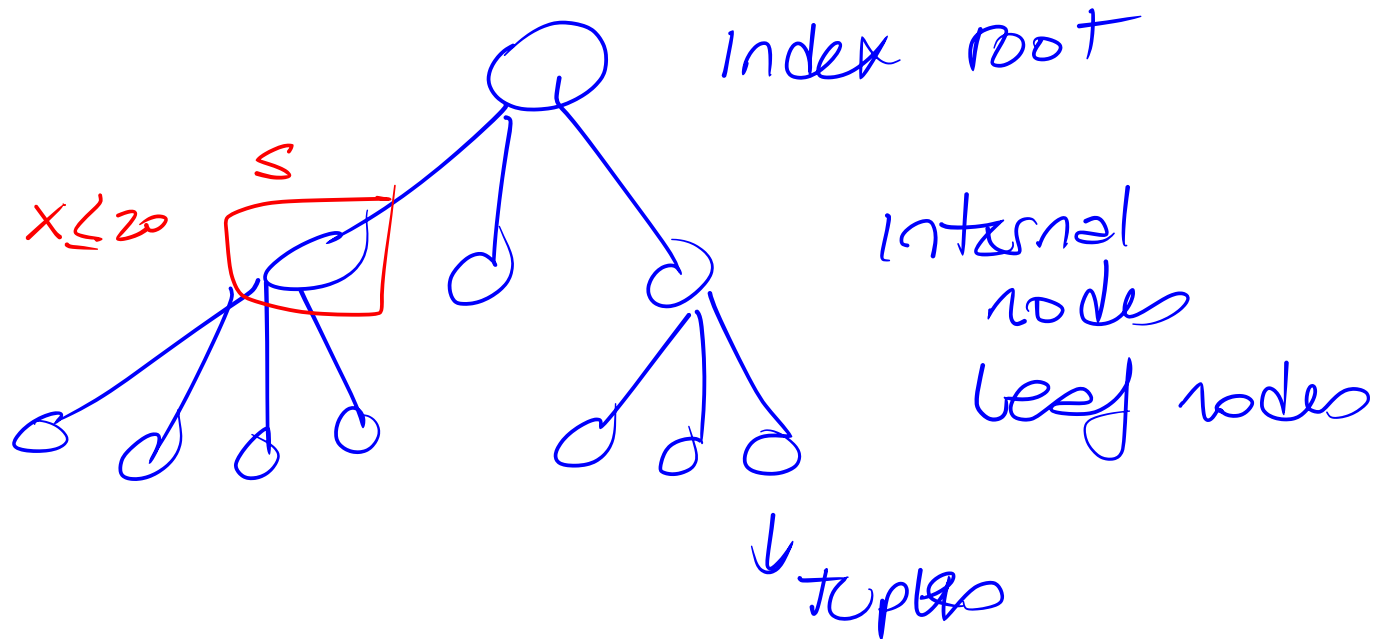 Index root
S
x ≤ 20
Internal
nodes
Leaf nodes
↓ tuples